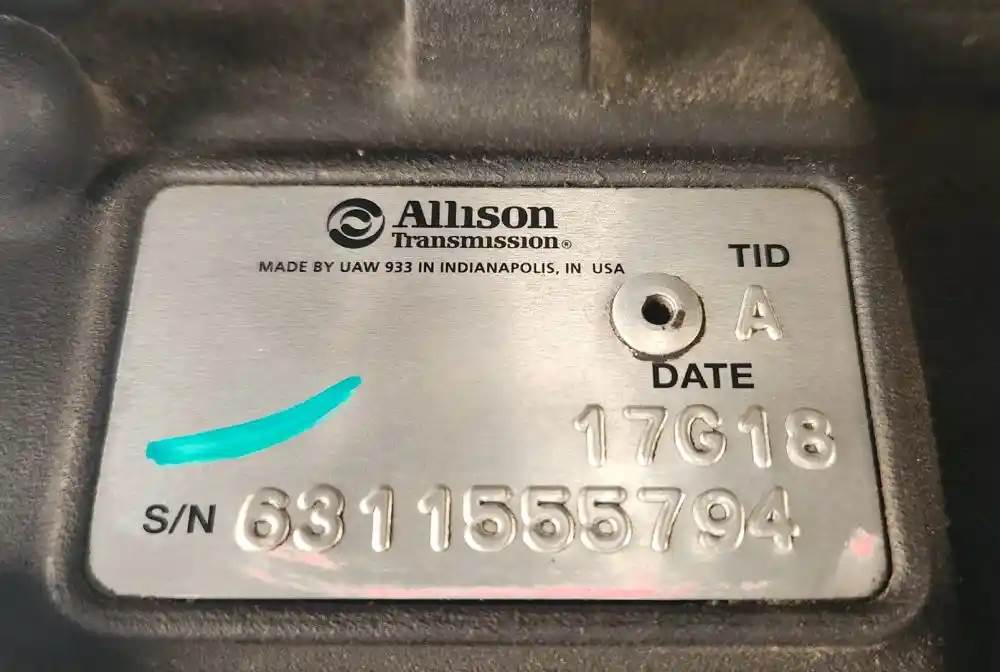 Allison
Transmission®
MADE BY UAW 933 IN INDIANAPOLIS, IN USA
TID
A
DATE
17G18
S/N 6311555794